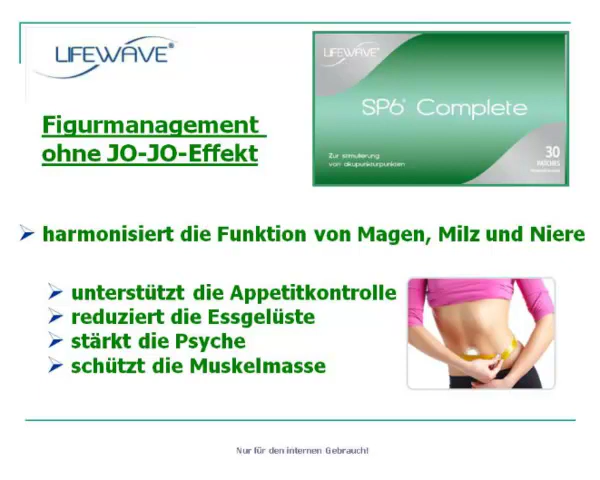 LIFEWAVE®
LIFEWAVE®
SP6® Complete
Figurmanagement
ohne JO-JO-Effekt
Zur stimulierung
von akupunkturpunkten
30
harmonisiert die Funktion von Magen, Milz und Niere
unterstützt die Appetitkontrolle
reduziert die Essgelüste
stärkt die Psyche
schützt die Muskelmasse
Nur für den internen Gebrauch!